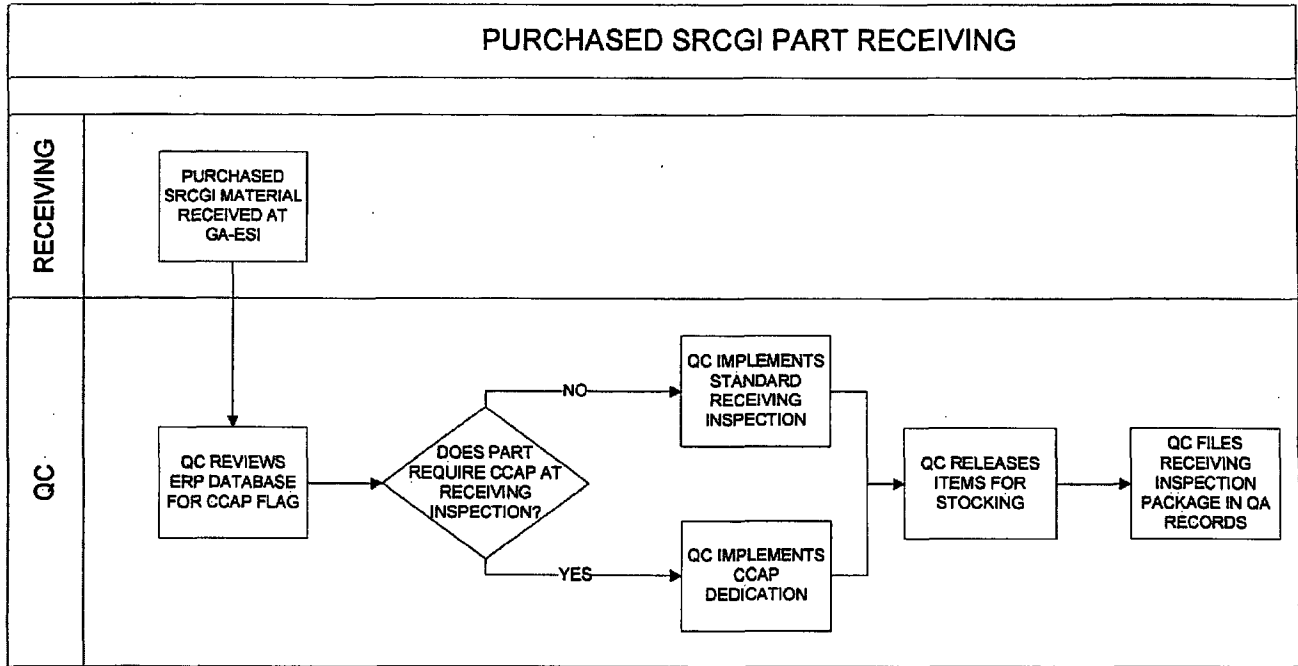 PURCHASED SRCGI PART RECEIVING
RECEIVING
PURCHASED
SRCGI MATERIAL
RECEIVED AT
GA-ESI
QC
QC REVIEWS
ERP DATABASE
FOR CCAP FLAG
DOES PART
REQUIRE CCAP AT
RECEIVING
INSPECTION?
NO
QC IMPLEMENTS
STANDARD
RECEIVING
INSPECTION
YES
QC IMPLEMENTS
CCAP
DEDICATION
QC RELEASES
ITEMS FOR
STOCKING
QC FILES
RECEIVING
INSPECTION
PACKAGE IN QA
RECORDS